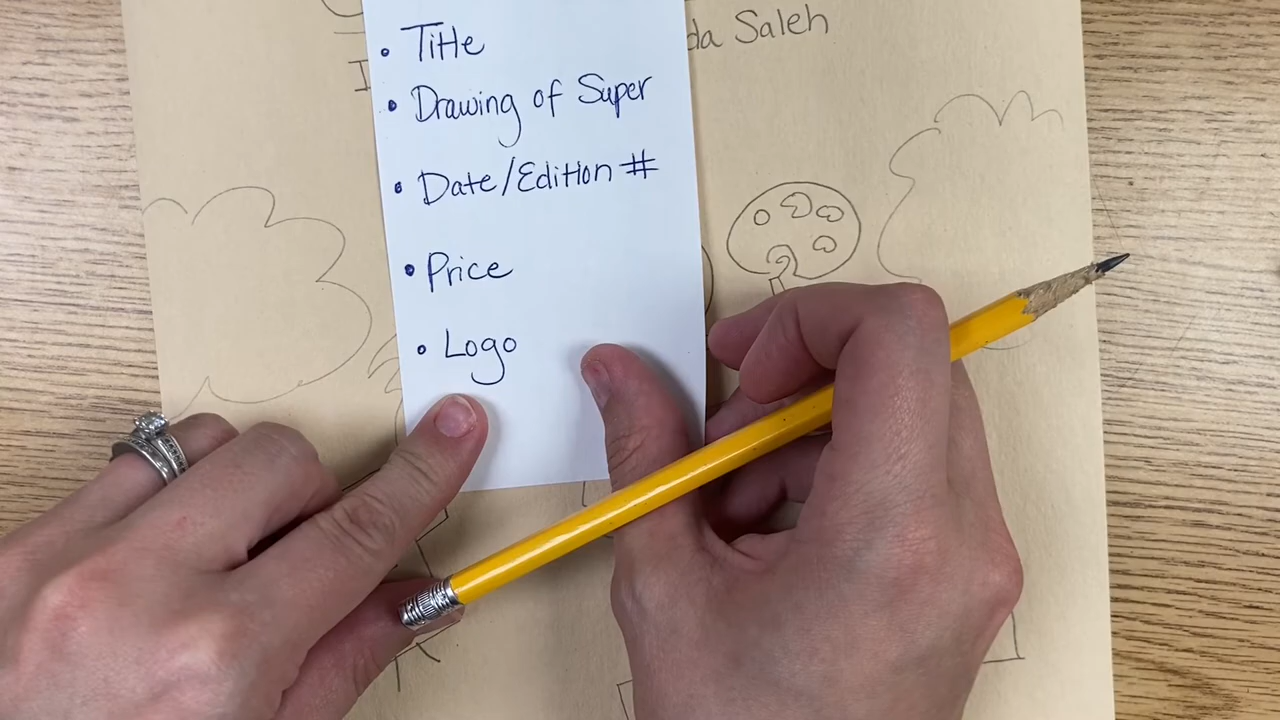 da Saleh
• Title
• Drawing of Super
• Date/Edition #
• Price
• Logo